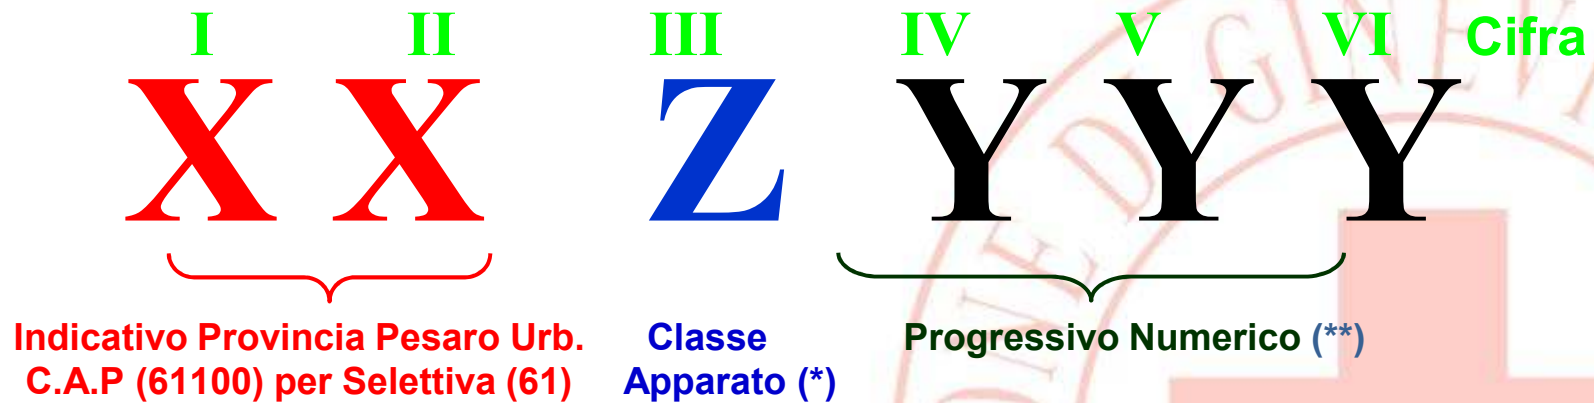 I II III IV V VI Cifra
X X Z Y Y Y
Indicativo Provincia Pesaro Urb.
C.A.P (61100) per Selettiva (61)
Classe
Apparato (*)
Progressivo Numerico (**)